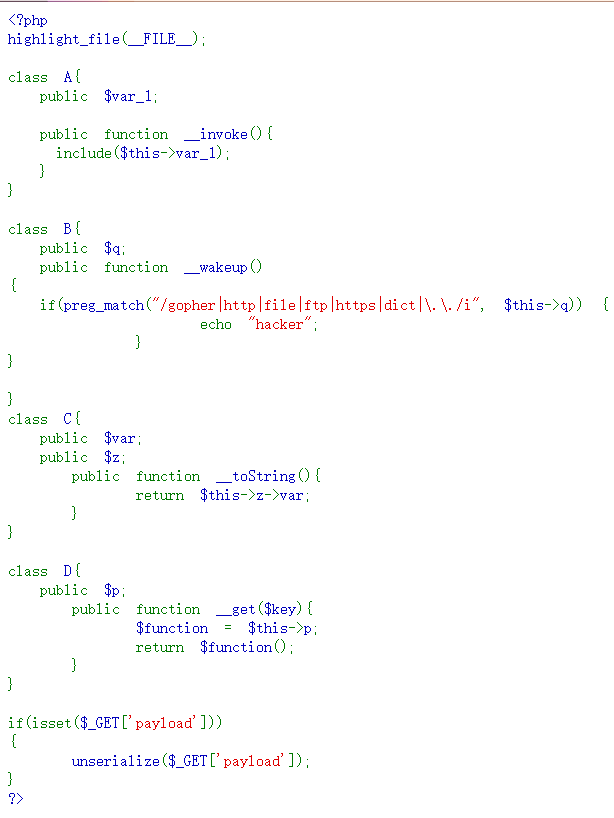 <?php
highlight_file(__FILE__);
class A{
public $var_1;
public function __invoke(){
include($this->var_1);
}
}
class B{
public $q;
public function __wakeup()
{
if(preg_match("/gopher|http|file|ftp|https|dict|\.\./i", $this->q)) {
echo "hacker";
}
}
}
class C{
public $var;
public $z;
public function __toString(){
return $this->z->var;
}
}
class D{
public $p;
public function __get($key){
$function = $this->p;
return $function();
}
}
if(isset($_GET['payload']))
{
unserialize($_GET['payload']);
}
?>